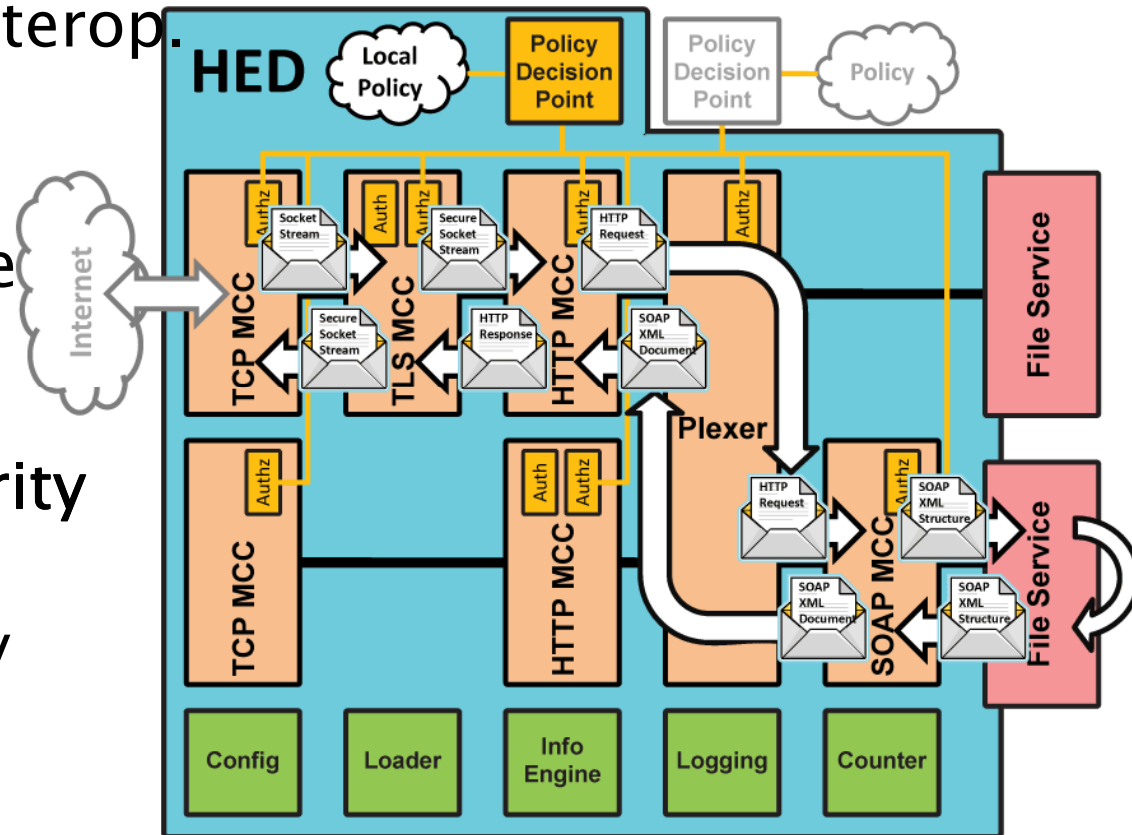 terop.
HED
Local
Policy
Policy
Decision
Point
Policy
Decision
Point
Policy
Internet
e
rity
y
TCP MCC
Authz
TLS MCC
Auth
Authz
HTTP MCC
Authz
Plexer
Authz
Socket
Stream
Secure
Socket
Stream
HTTP
Request
Secure
Socket
Stream
HTTP
Response
SOAP
XML
Document
File Service
TCP MCC
Authz
HTTP MCC
Auth
Authz
HTTP
Request
SOAP MCC
Authz
SOAP
XML
Structure
SOAP
XML
Document
SOAP
XML
Structure
File Service
Config
Loader
Info
Engine
Logging
Counter